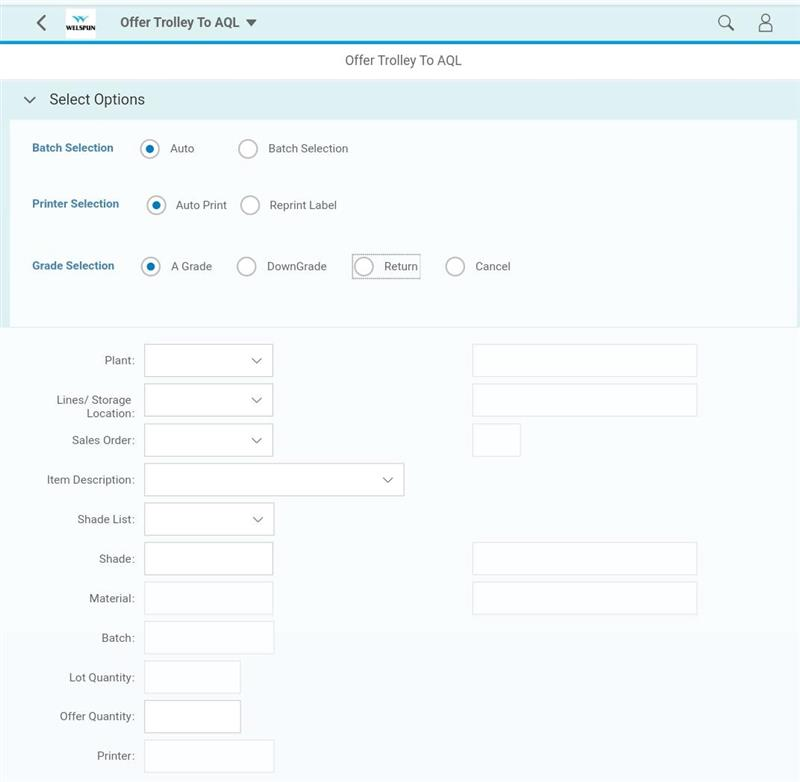 WELSPUN Offer Trolley To AQL
Offer Trolley To AQL
Select Options
Batch Selection Auto Batch Selection
Printer Selection Auto Print Reprint Label
Grade Selection A Grade DownGrade Return Cancel
Plant:
Lines/ Storage
Location:
Sales Order:
Item Description:
Shade List:
Shade:
Material:
Batch:
Lot Quantity:
Offer Quantity:
Printer: